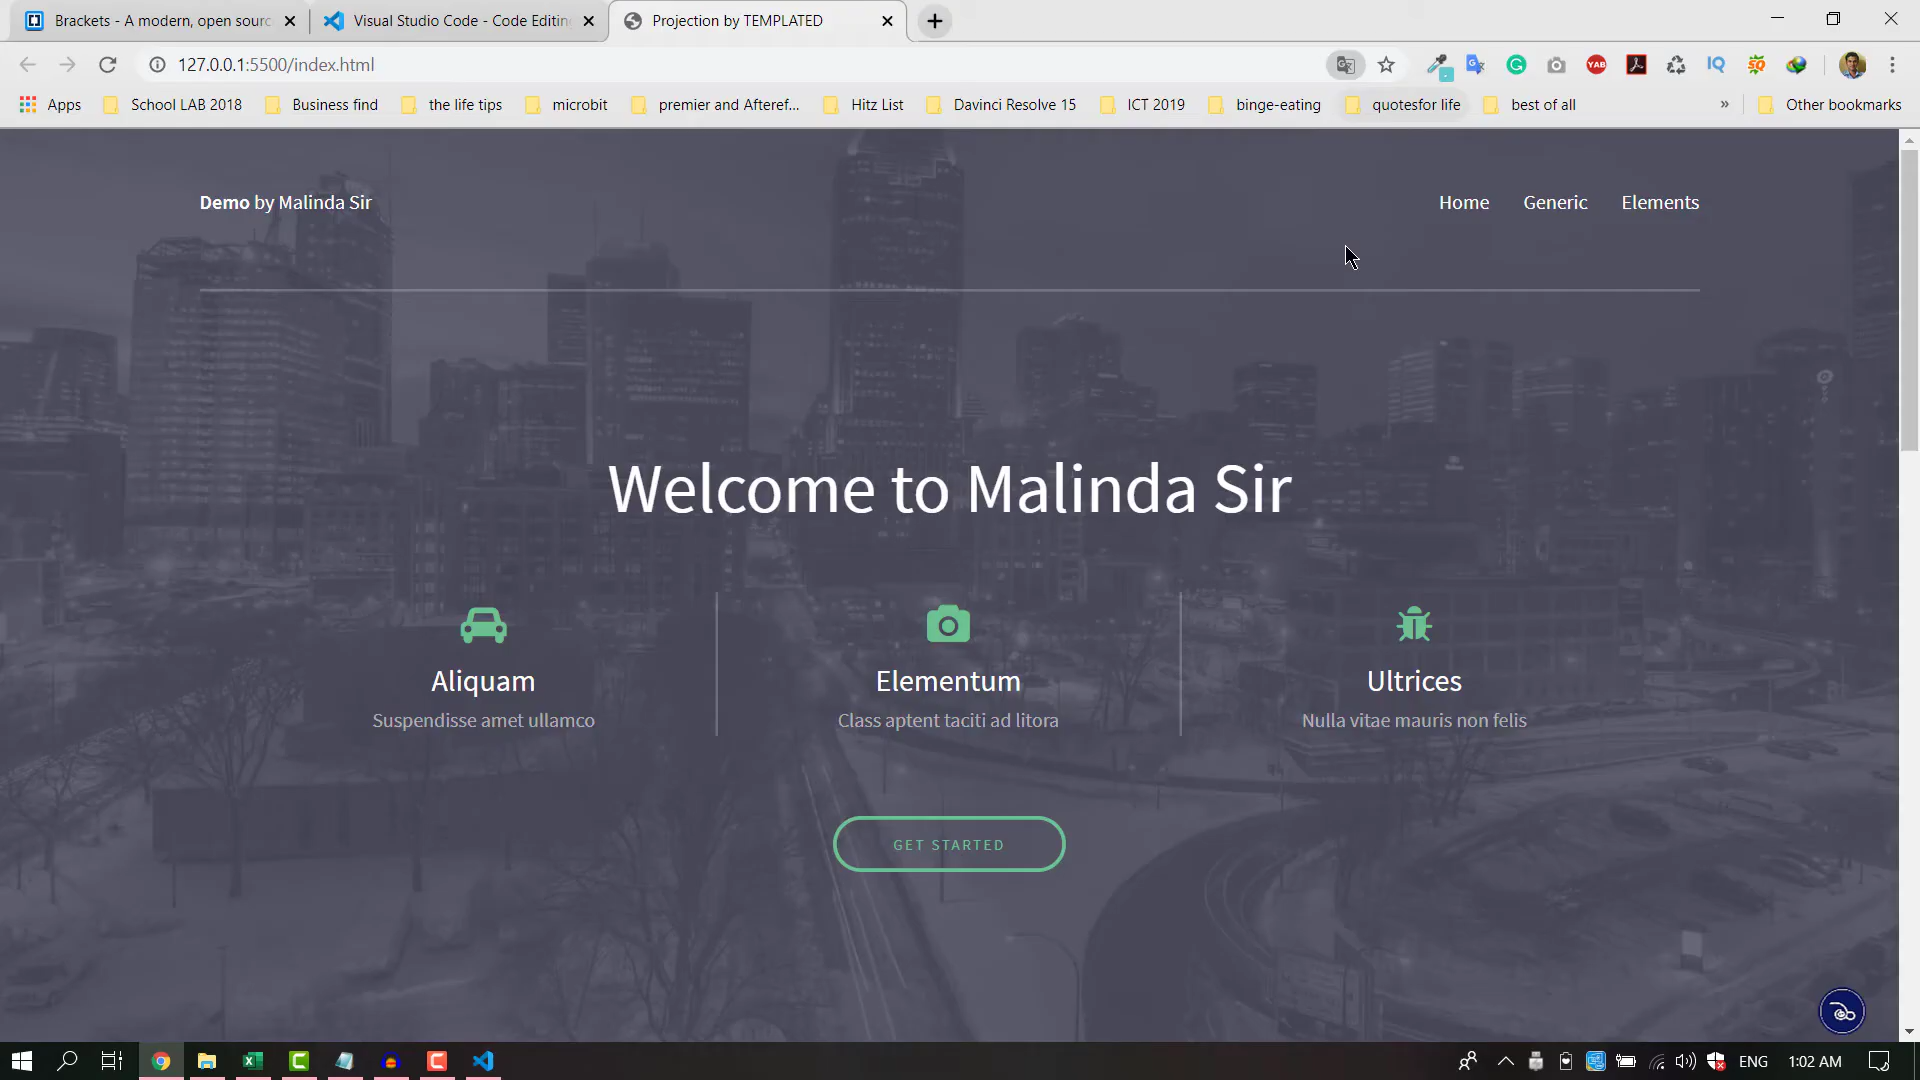 Brackets - A modern, open sourc
Visual Studio Code - Code Editin
Projection by TEMPLATED
127.0.0.1:5500/index.html
Apps
School LAB 2018
Business find
the life tips
microbit
premier and Afteref...
Hitz List
Davinci Resolve 15
ICT 2019
binge-eating
quotesfor life
best of all
»
Other bookmarks
Demo by Malinda Sir
Home
Generic
Elements
Welcome to Malinda Sir
Aliquam
Elementum
Ultrices
Suspendisse amet ullamco
Class aptent taciti ad litora
Nulla vitae mauris non felis
GET STARTED
ENG
1:02 AM